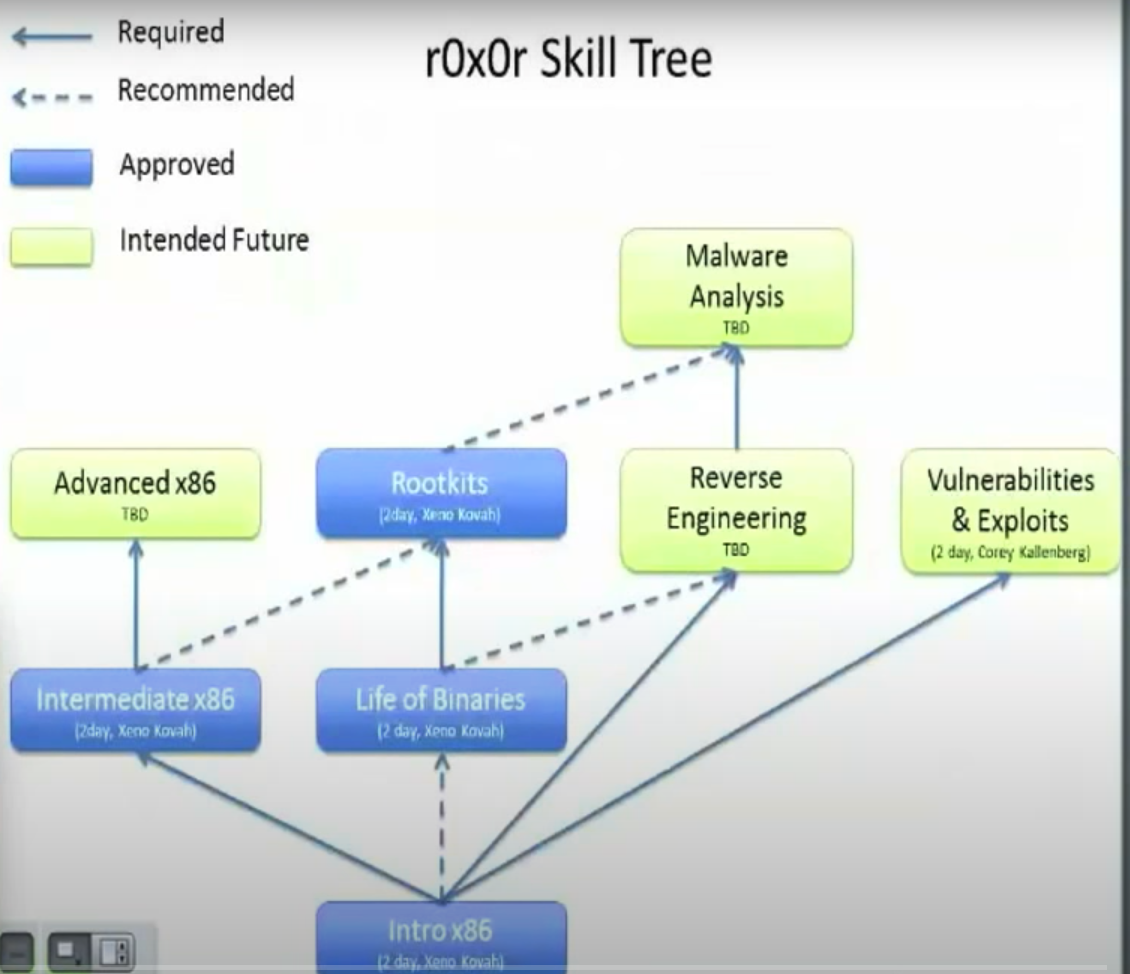 Required
r0x0r Skill Tree
Recommended
Approved
Intended Future
Malware
Analysis
TBD
Advanced x86
TBD
Rootkits
(2day, Xeno Kovah)
Reverse
Engineering
TBD
Vulnerabilities
& Exploits
(2 day, Corey Kallenberg)
Intermediate x86
(2day, Xeno Kovah)
Life of Binaries
(2 day, Xeno Kovah)
Intro x86
(2 day, Xeno Kovah)